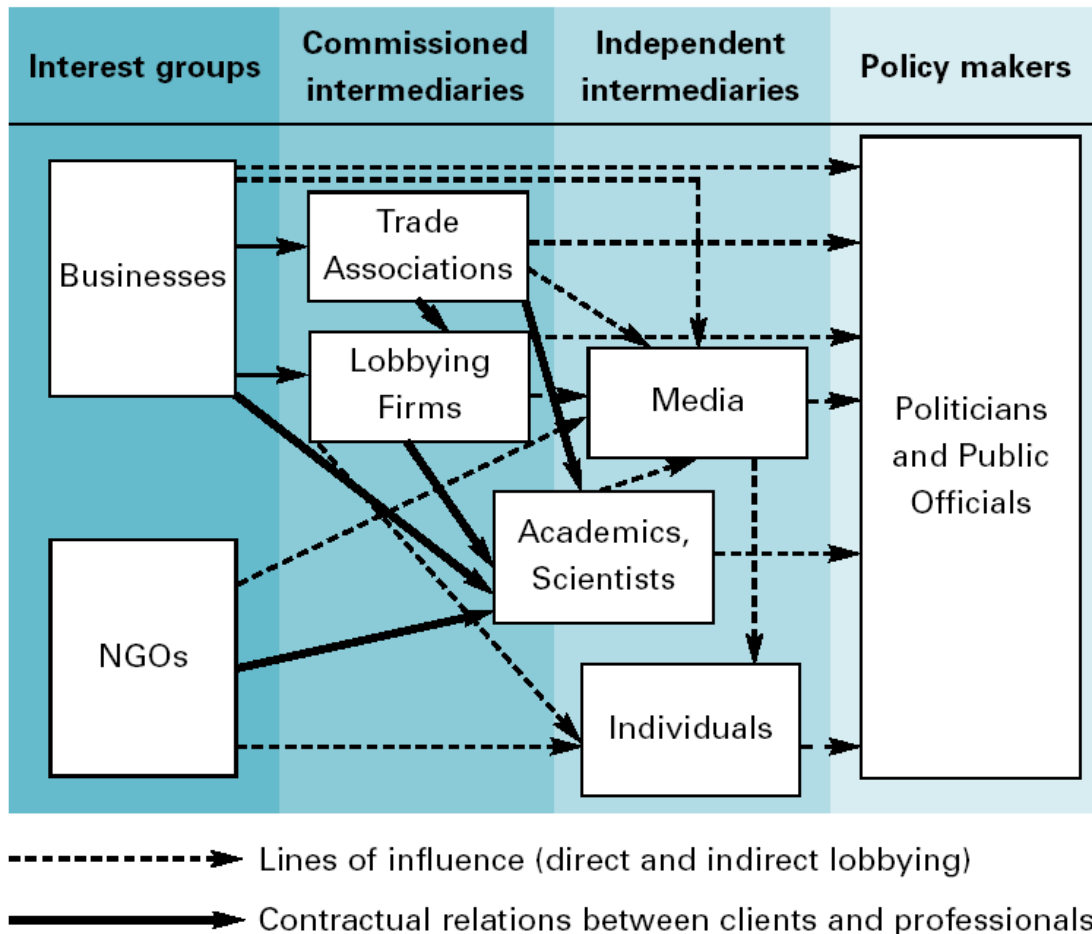 Interest groups
Commissioned
intermediaries
Independent
intermediaries
Policy makers
Businesses
Trade
Associations
Lobbying
Firms
Media
Politicians
and Public
Officials
Academics,
Scientists
NGOs
Individuals
Lines of influence (direct and indirect lobbying)
Contractual relations between clients and professionals